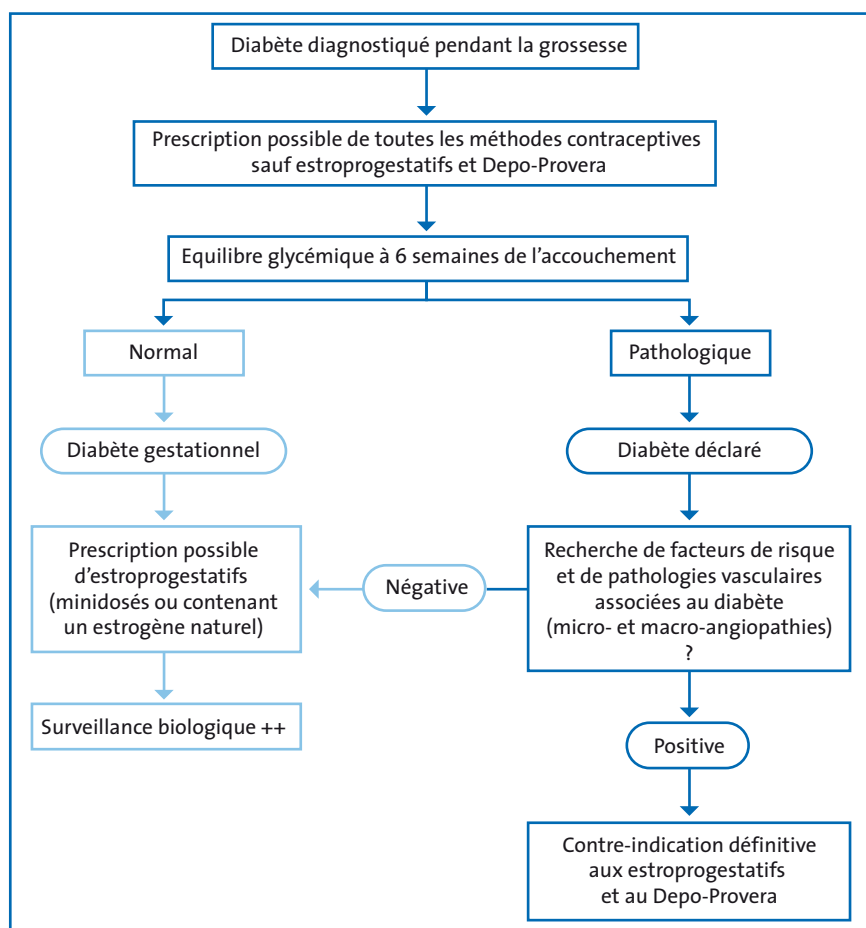 Diabète diagnostiqué pendant la grossesse
Prescription possible de toutes les méthodes contraceptives
sauf estroprogestatifs et Depo-Provera
Equilibre glycémique à 6 semaines de l’accouchement
Normal
Pathologique
Diabète gestationnel
Diabète déclaré
Prescription possible
d’estroprogestatifs
(minidosés ou contenant
un estrogène naturel)
Négative
Recherche de facteurs de risque
et de pathologies vasculaires
associées au diabète
(micro- et macro-angiopathies)
?
Surveillance biologique ++
Positive
Contre-indication définitive
aux estroprogestatifs
et au Depo-Provera